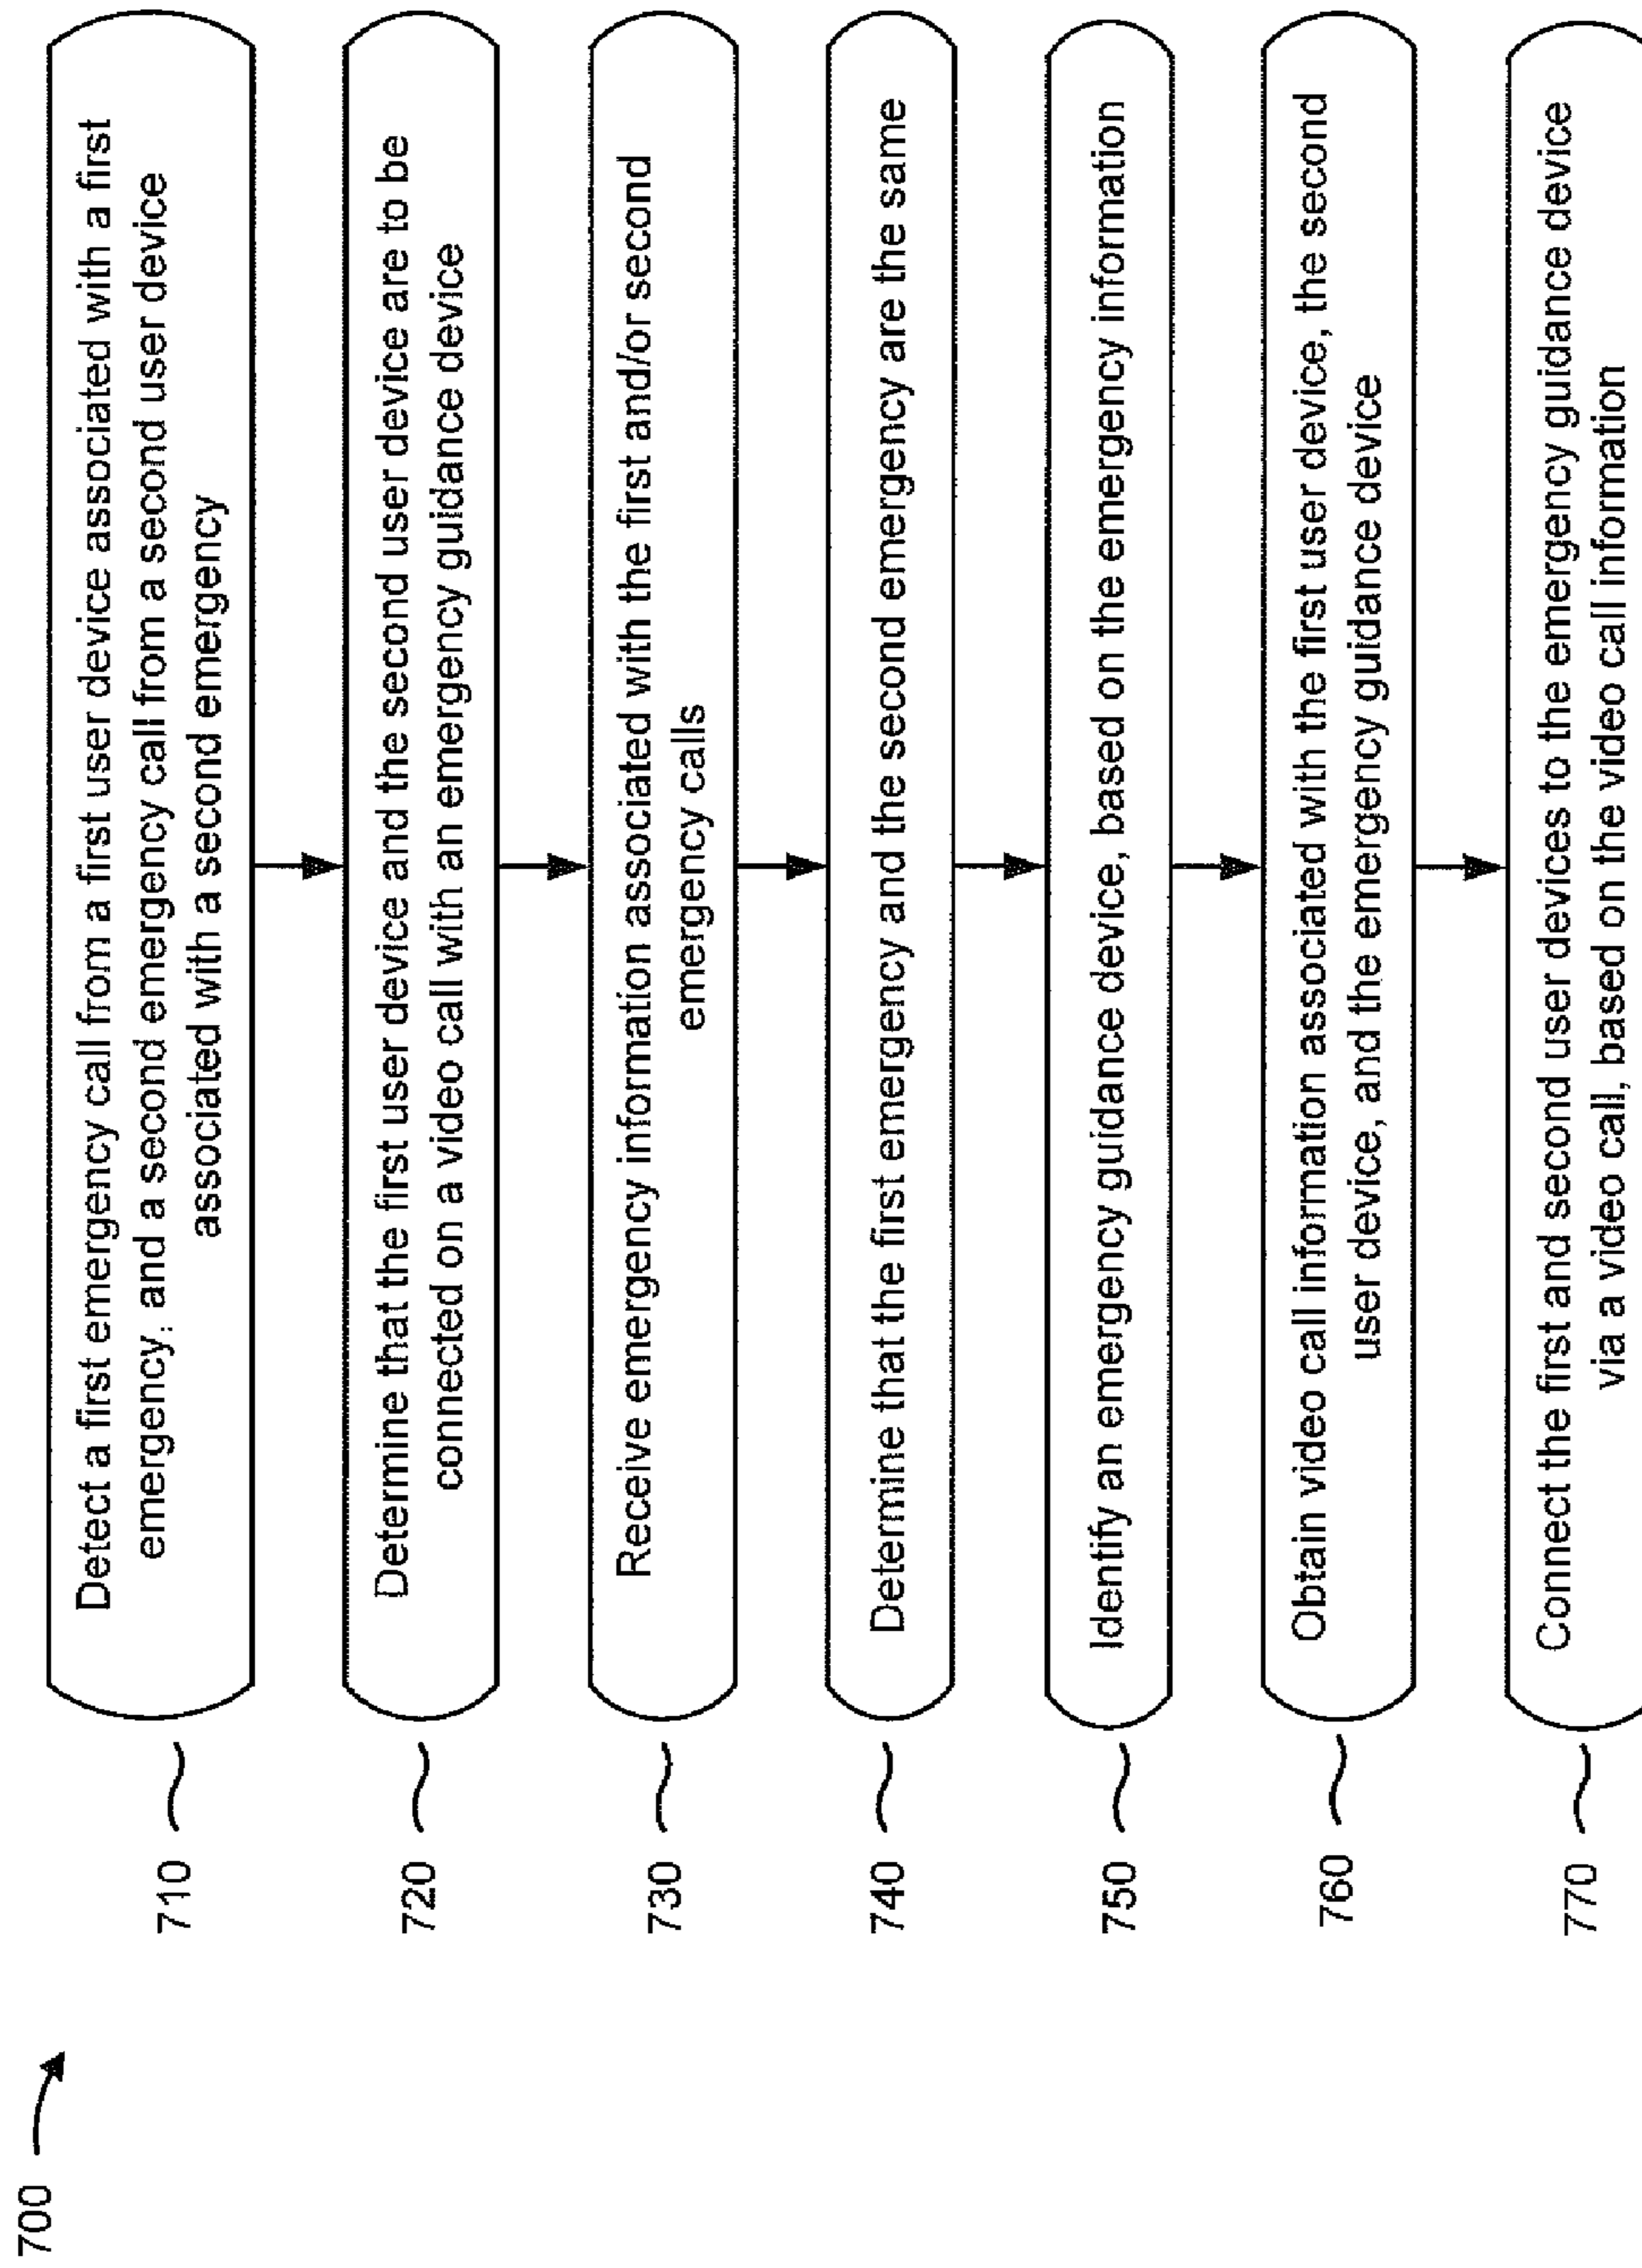 700
710
Detect a first emergency call from a first user device associated with a first
emergency, and a second emergency call from a second user device
associated with a second emergency
720
Determine that the first user device and the second user device are to be
connected on a video call with an emergency guidance device
730
Receive emergency information associated with the first and/or second
emergency calls
740
Determine that the first emergency and the second emergency are the same
750
Identify an emergency guidance device, based on the emergency information
760
Obtain video call information associated with the first user device, the second
user device, and the emergency guidance device
770
Connect the first and second user devices to the emergency guidance device
via a video call, based on the video call information